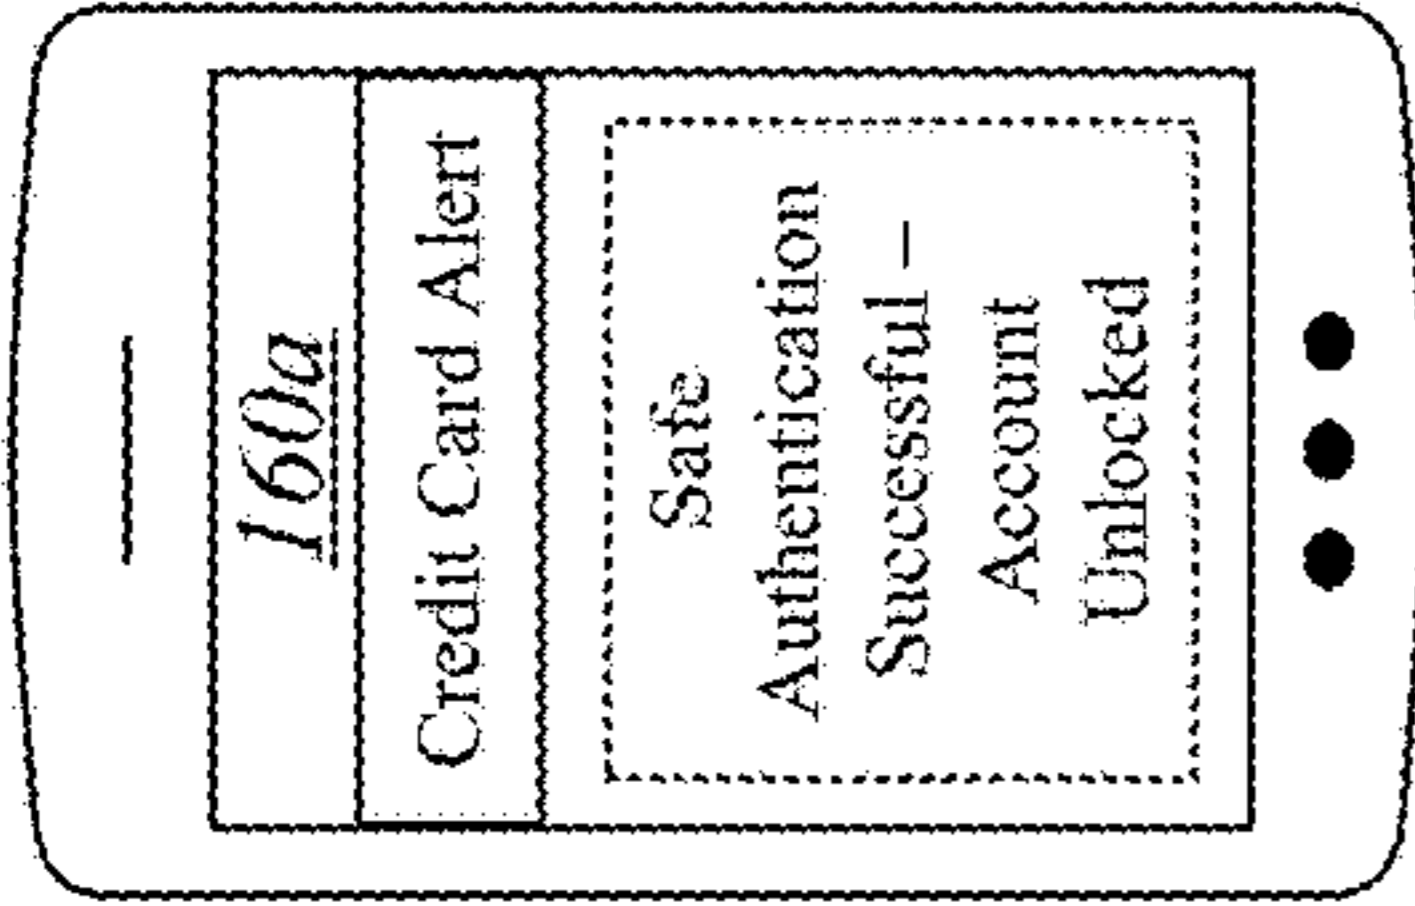 160a
Credit Card Alert
Safe
Authentication
Successful –
Account
Unlocked